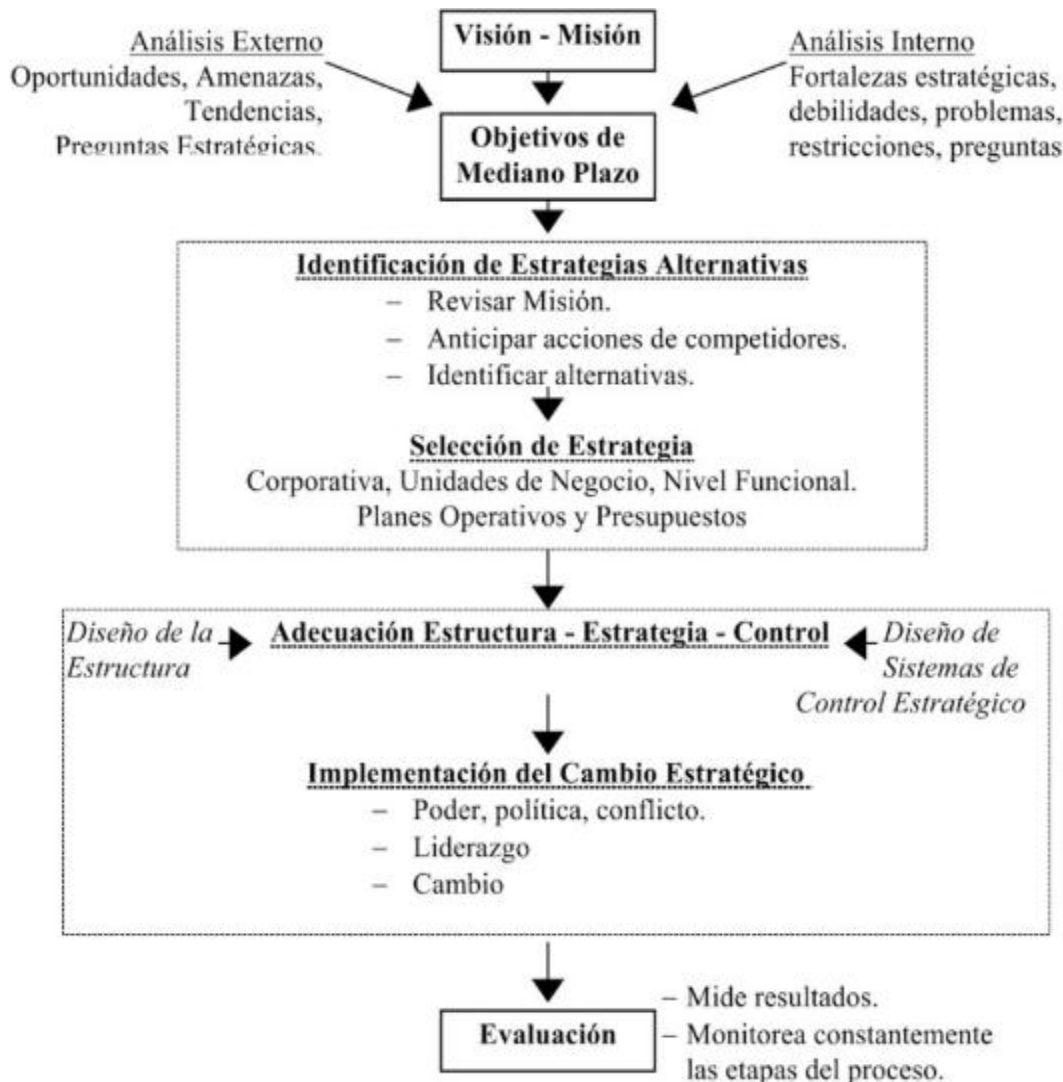 Análisis Externo
Oportunidades, Amenazas,
Tendencias,
Preguntas Estratégicas.
Visión - Misión
Análisis Interno
Fortalezas estratégicas,
debilidades, problemas,
restricciones, preguntas
Objetivos de
Mediano Plazo
Identificación de Estrategias Alternativas
– Revisar Misión.
– Anticipar acciones de competidores.
– Identificar alternativas.
Selección de Estrategia
Corporativa, Unidades de Negocio, Nivel Funcional.
Planes Operativos y Presupuestos
Diseño de la
Estructura
Adecuación Estructura - Estrategia - Control
Diseño de
Sistemas de
Control Estratégico
Implementación del Cambio Estratégico
– Poder, política, conflicto.
– Liderazgo
– Cambio
Evaluación
– Mide resultados.
– Monitorea constantemente
las etapas del proceso.